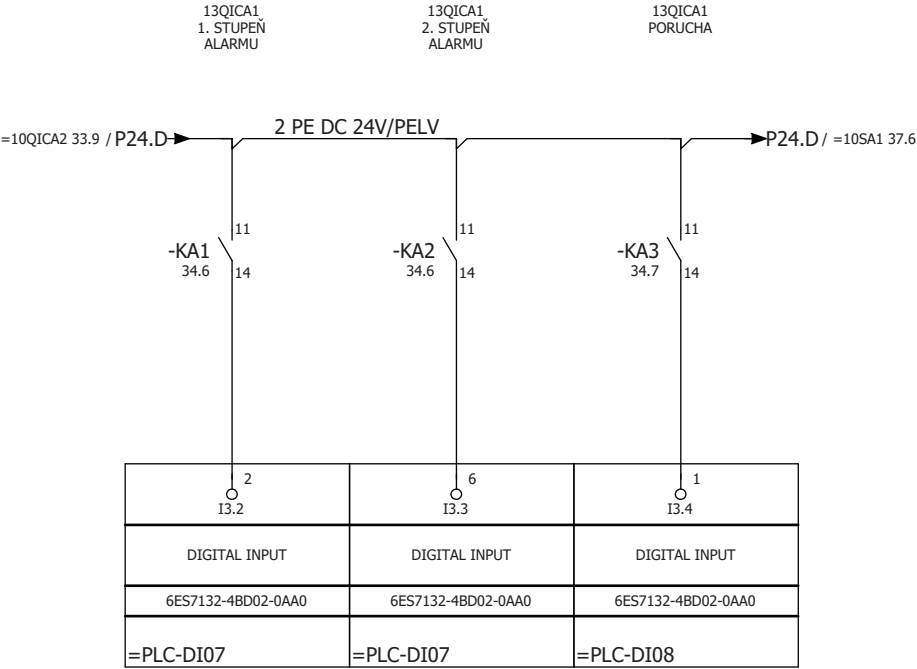 13QICA1
1. STUPEŇ
ALARMU
13QICA1
2. STUPEŇ
ALARMU
13QICA1
PORUCHA
=10QICA2 33.9 / P24.D
2 PE DC 24V/PELV
P24.D / =10SA1 37.6
-KA1
34.6
11
14
-KA2
34.6
11
14
-KA3
34.7
11
14
2
I3.2
6
I3.3
1
I3.4
DIGITAL INPUT
DIGITAL INPUT
DIGITAL INPUT
6ES7132-4BD02-0AA0
6ES7132-4BD02-0AA0
6ES7132-4BD02-0AA0
=PLC-DI07
=PLC-DI07
=PLC-DI08